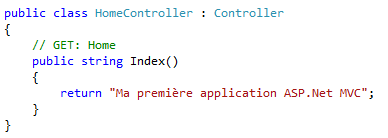 public class HomeController : Controller
{
    // GET: Home
    public string Index()
    {
        return "Ma première application ASP.Net MVC";
    }
}